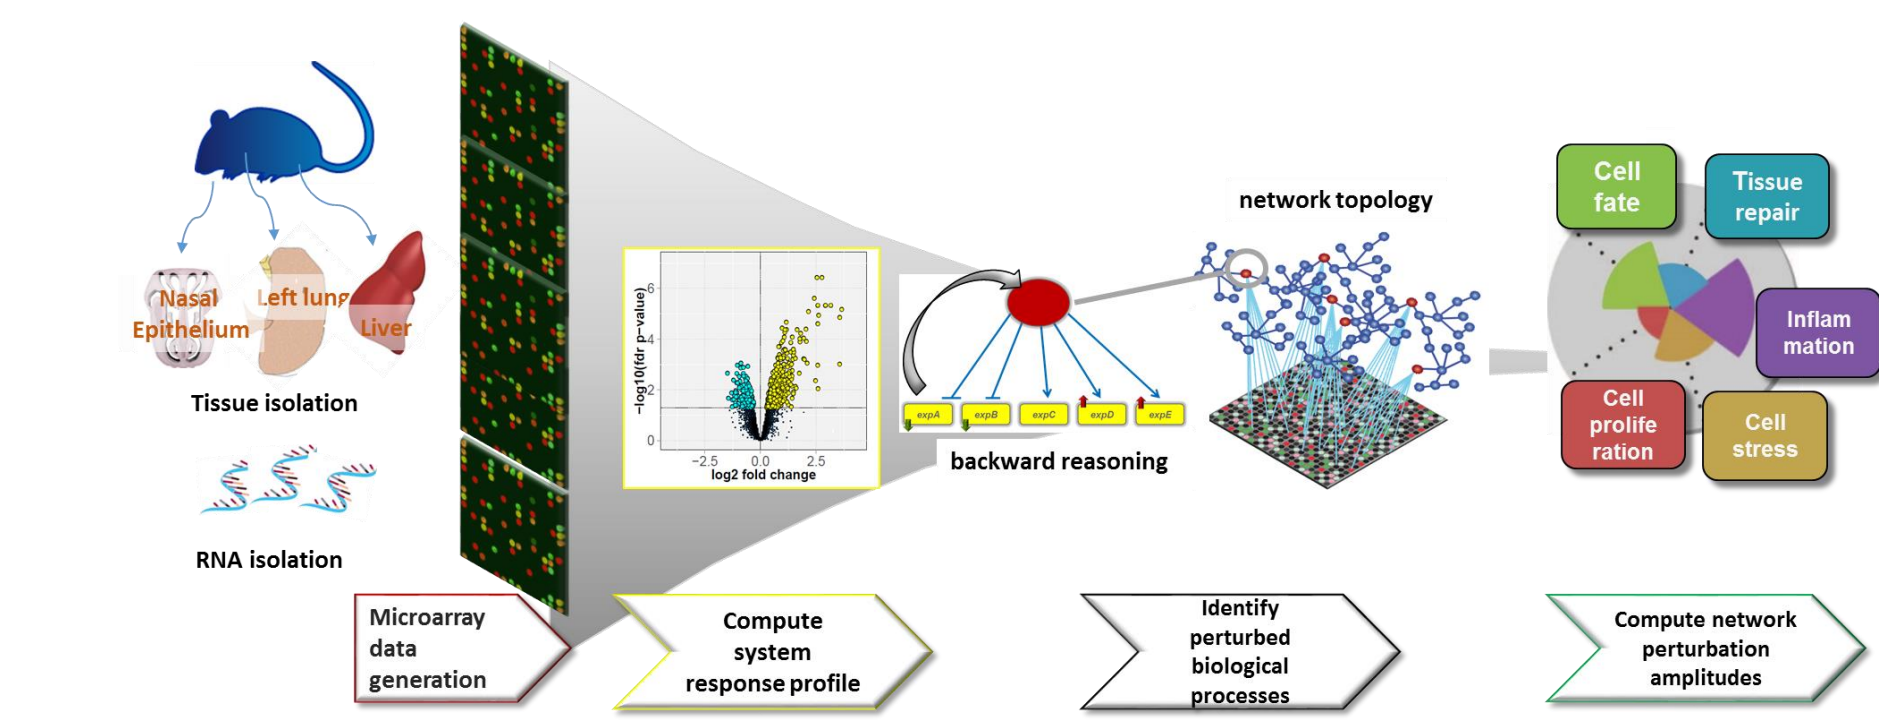 Nasal
Epithelium
Left lung
Liver
Tissue isolation
RNA isolation
−log10(fdr p−value)
6
4
2
0
−2.5 0.0 2.5
log2 fold change
expA expB expC expD expE
backward reasoning
network topology
Cell
fate
Tissue
repair
Inflam
mation
Cell
prolife
ration
Cell
stress
Microarray
data
generation
Compute
system
response profile
Identify
perturbed
biological
processes
Compute network
perturbation
amplitudes